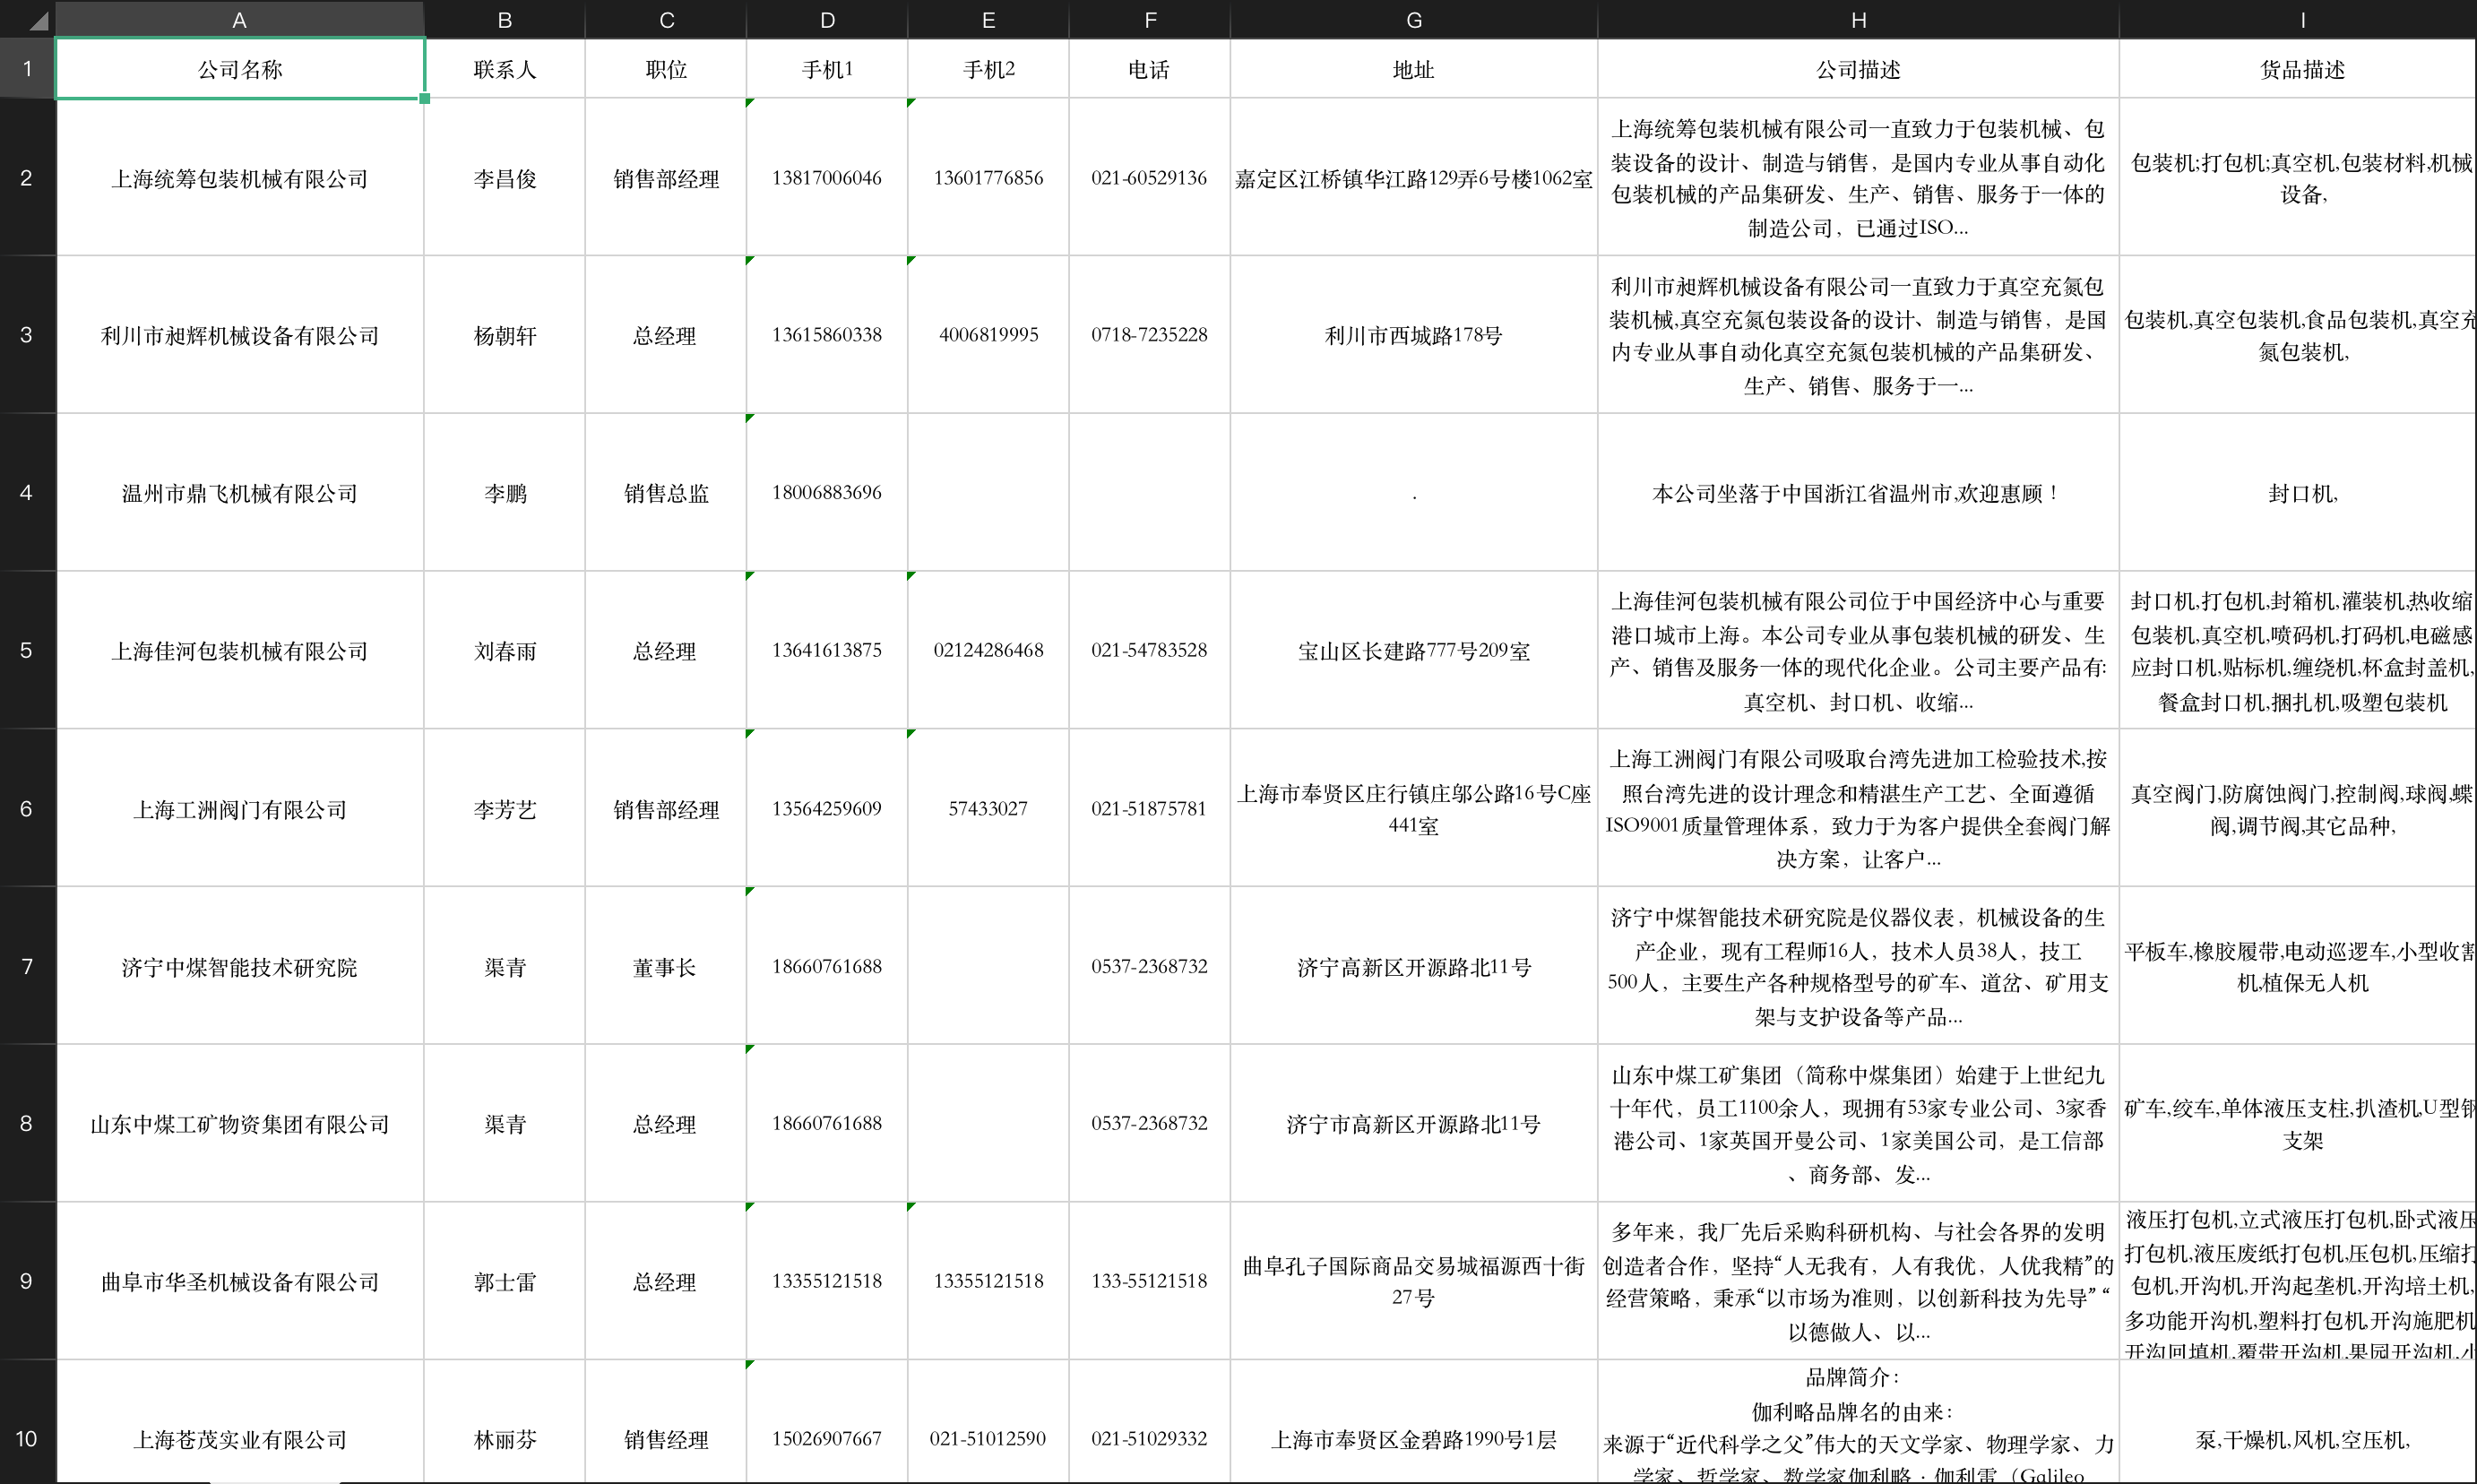 A B C D E F G H I
1 公司名称 联系人 职位 手机1 手机2 电话 地址 公司描述 货品描述
2 上海统筹包装机械有限公司 李昌俊 销售部经理 13817006046 13601776856 021-60529136 嘉定区江桥镇华江路129弄6号楼1062室
上海统筹包装机械有限公司一直致力于包装机械、包
装设备的设计、制造与销售，是国内专业从事自动化
包装机械的产品集研发、生产、销售、服务于一体的
制造公司，已通过ISO...
包装机;打包机;真空机,包装材料,机械
设备,
3 利川市昶辉机械设备有限公司 杨朝轩 总经理 13615860338 4006819995 0718-7235228 利川市西城路178号
利川市昶辉机械设备有限公司一直致力于真空充氮包
装机械,真空充氮包装设备的设计、制造与销售，是国
内专业从事自动化真空充氮包装机械的产品集研发、
生产、销售、服务于一...
包装机,真空包装机,食品包装机,真空充
氮包装机,
4 温州市鼎飞机械有限公司 李鹏 销售总监 18006883696 . 本公司坐落于中国浙江省温州市,欢迎惠顾！ 封口机,
5 上海佳河包装机械有限公司 刘春雨 总经理 13641613875 02124286468 021-54783528 宝山区长建路777号209室
上海佳河包装机械有限公司位于中国经济中心与重要
港口城市上海。本公司专业从事包装机械的研发、生
产、销售及服务一体的现代化企业。公司主要产品有:
真空机、封口机、收缩...
封口机,打包机,封箱机,灌装机,热收缩
包装机,真空机,喷码机,打码机,电磁感
应封口机,贴标机,缠绕机,杯盒封盖机,
餐盒封口机,捆扎机,吸塑包装机
6 上海工洲阀门有限公司 李芳艺 销售部经理 13564259609 57433027 021-51875781
上海市奉贤区庄行镇庄邬公路16号C座
441室
上海工洲阀门有限公司吸取台湾先进加工检验技术,按
照台湾先进的设计理念和精湛生产工艺、全面遵循
ISO9001质量管理体系，致力于为客户提供全套阀门解
决方案，让客户...
真空阀门,防腐蚀阀门,控制阀,球阀,蝶
阀,调节阀,其它品种,
7 济宁中煤智能技术研究院 渠青 董事长 18660761688 0537-2368732 济宁高新区开源路北11号
济宁中煤智能技术研究院是仪器仪表，机械设备的生
产企业，现有工程师16人，技术人员38人，技工
500人，主要生产各种规格型号的矿车、道岔、矿用支
架与支护设备等产品...
平板车,橡胶履带,电动巡逻车,小型收割
机,植保无人机
8 山东中煤工矿物资集团有限公司 渠青 总经理 18660761688 0537-2368732 济宁市高新区开源路北11号
山东中煤工矿集团（简称中煤集团）始建于上世纪九
十年代，员工1100余人，现拥有53家专业公司、3家香
港公司、1家英国开曼公司、1家美国公司，是工信部
、商务部、发...
矿车,绞车,单体液压支柱,扒渣机,U型钢
支架
9 曲阜市华圣机械设备有限公司 郭士雷 总经理 13355121518 13355121518 133-55121518
曲阜孔子国际商品交易城福源西十街
27号
多年来，我厂先后采购科研机构、与社会各界的发明
创造者合作，坚持“人无我有，人有我优，人优我精”的
经营策略，秉承“以市场为准则，以创新科技为先导” “
以德做人、以...
液压打包机,立式液压打包机,卧式液压
打包机,液压废纸打包机,压包机,压缩打
包机,开沟机,开沟起垄机,开沟培土机,
多功能开沟机,塑料打包机,开沟施肥机
开沟回填机,覆带开沟机,果园开沟机,小
10 上海苍茂实业有限公司 林丽芬 销售经理 15026907667 021-51012590 021-51029332 上海市奉贤区金碧路1990号1层
品牌简介：
伽利略品牌名的由来：
来源于“近代科学之父”伟大的天文学家、物理学家、力
学家、哲学家、数学家伽利略·伽利雷（Galileo
泵,干燥机,风机,空压机,